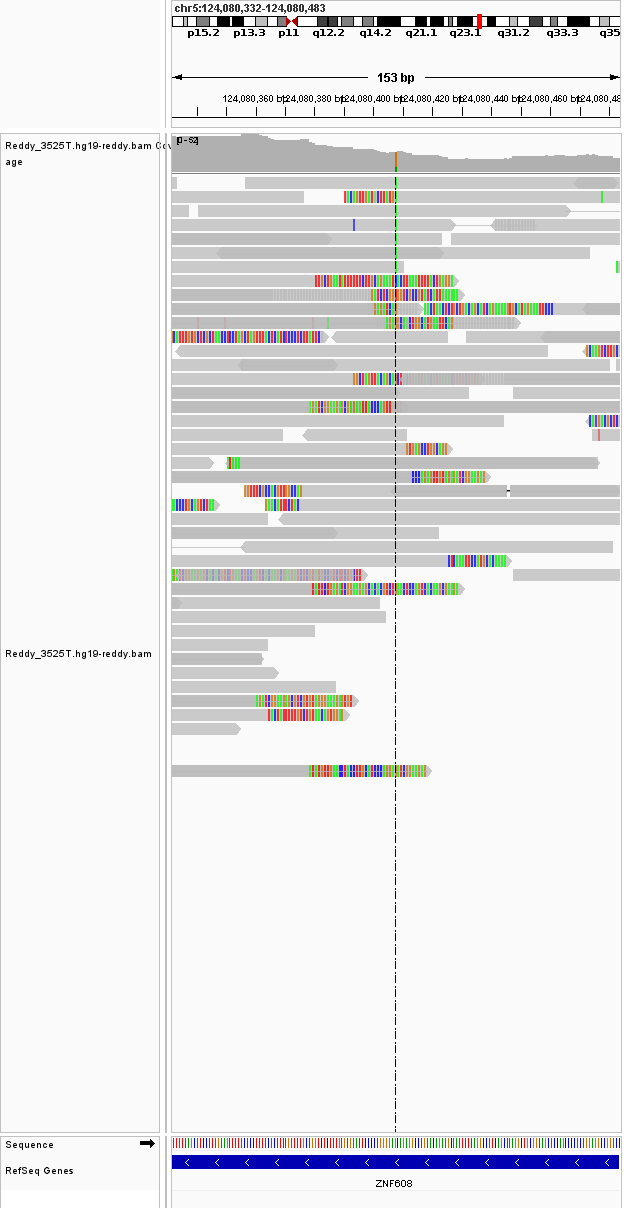 chr5:124,080,332-124,080,483
p15.2 p13.3 p11 q12.2 q14.2 q21.1 q23.1 q31.2 q33.3 q35
153 bp
124,080,360 bp 124,080,380 bp 124,080,400 bp 124,080,420 bp 124,080,440 bp 124,080,460 bp 124,080,48
Reddy_3525T.hg19-reddy.bam Cov
age
[0 - 52]
Reddy_3525T.hg19-reddy.bam
Sequence
RefSeq Genes
ZNF608